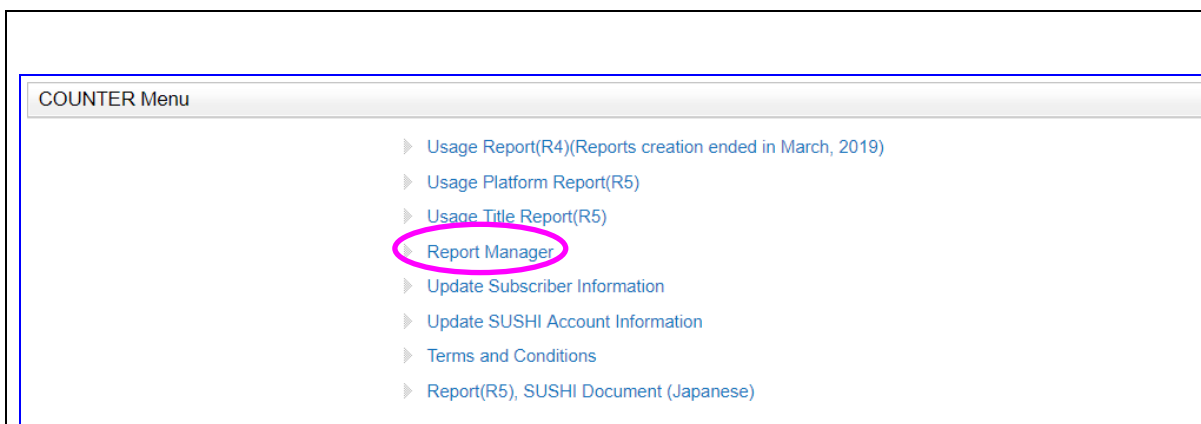 COUNTER Menu
Usage Report(R4)(Reports creation ended in March, 2019)
Usage Platform Report(R5)
Usage Title Report(R5)
Report Manager
Update Subscriber Information
Update SUSHI Account Information
Terms and Conditions
Report(R5), SUSHI Document (Japanese)